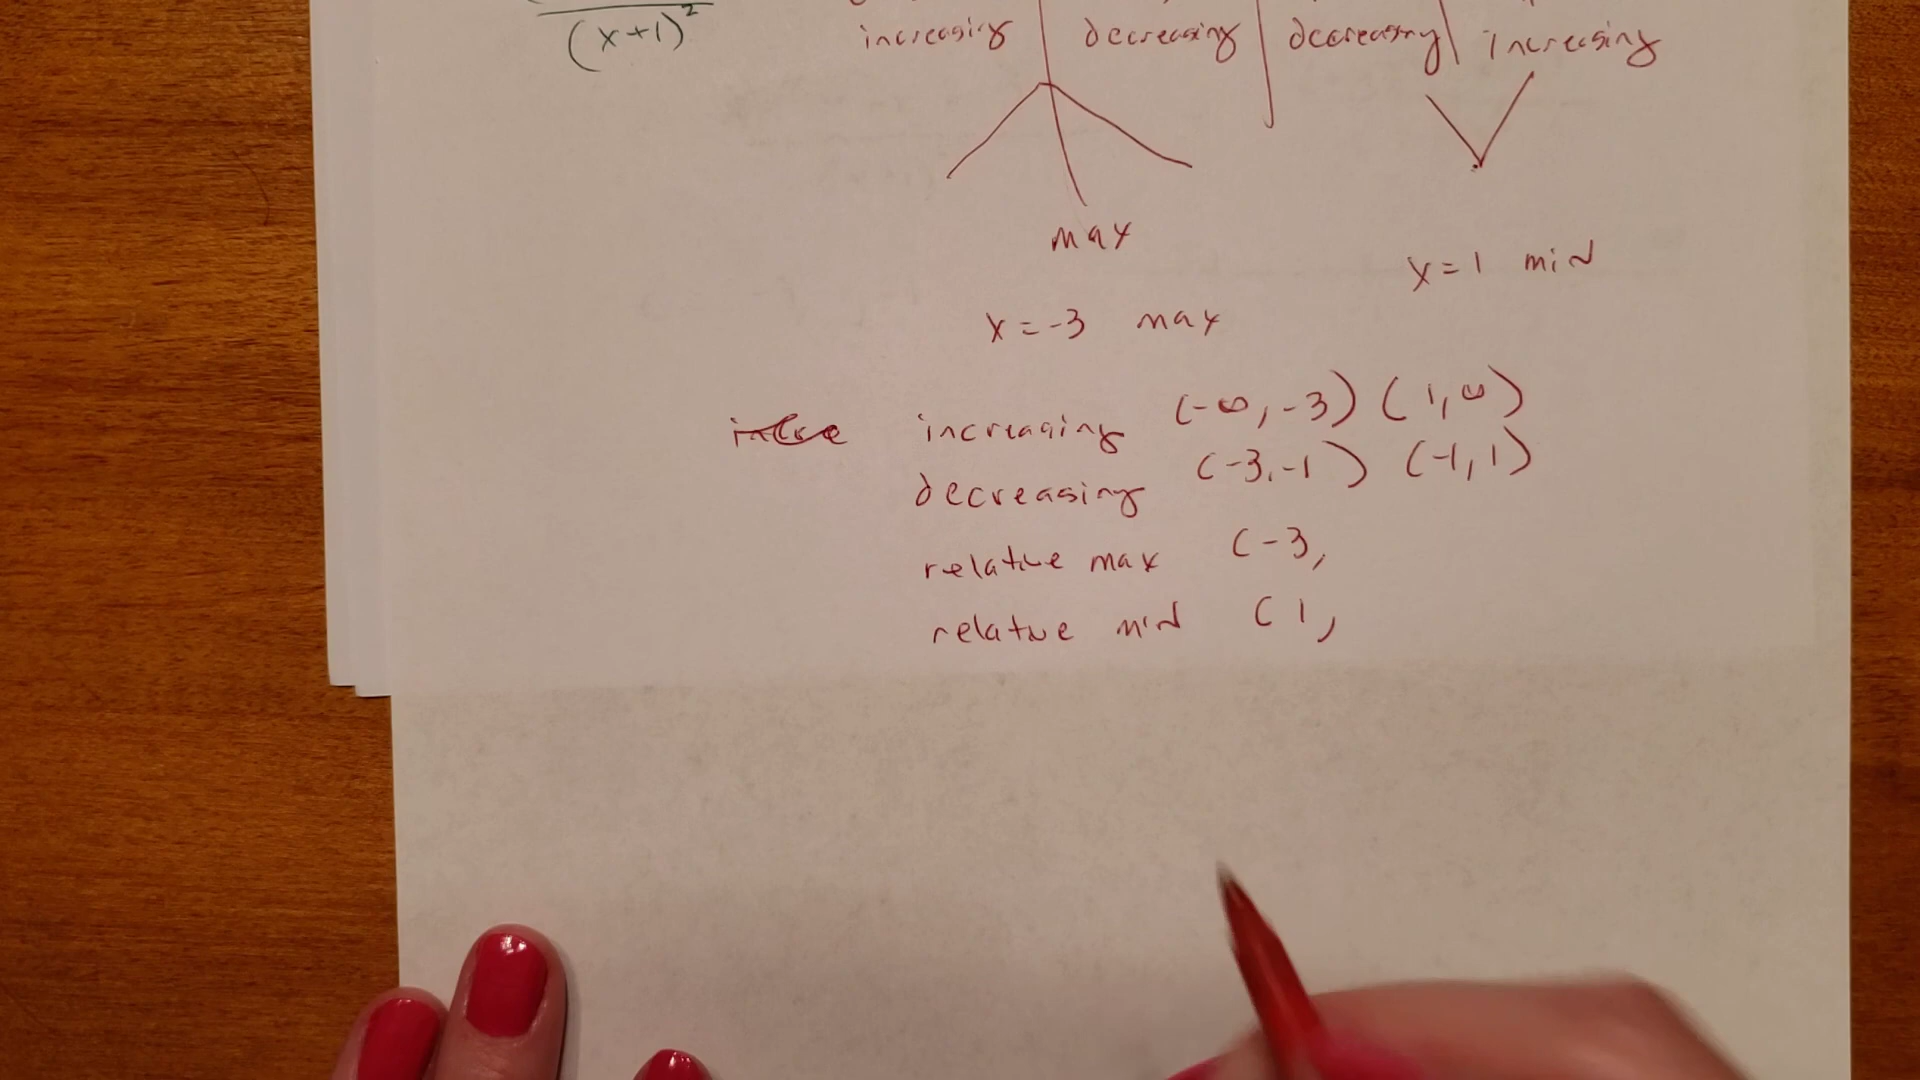 (x+1)²
increasing decreasing decreasing increasing
max
x=1 min
x=-3 max
increasing (-∞,-3) (1,∞)
decreasing (-3,-1) (-1,1)
relative max (-3,
relative min (1,